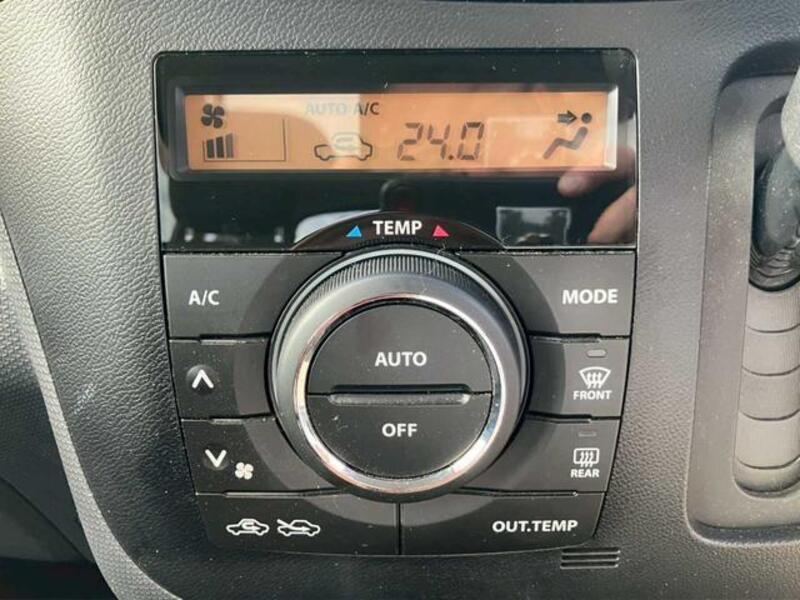 AUTO A/C
24.0
TEMP
A/C
MODE
AUTO
FRONT
OFF
REAR
OUT.TEMP